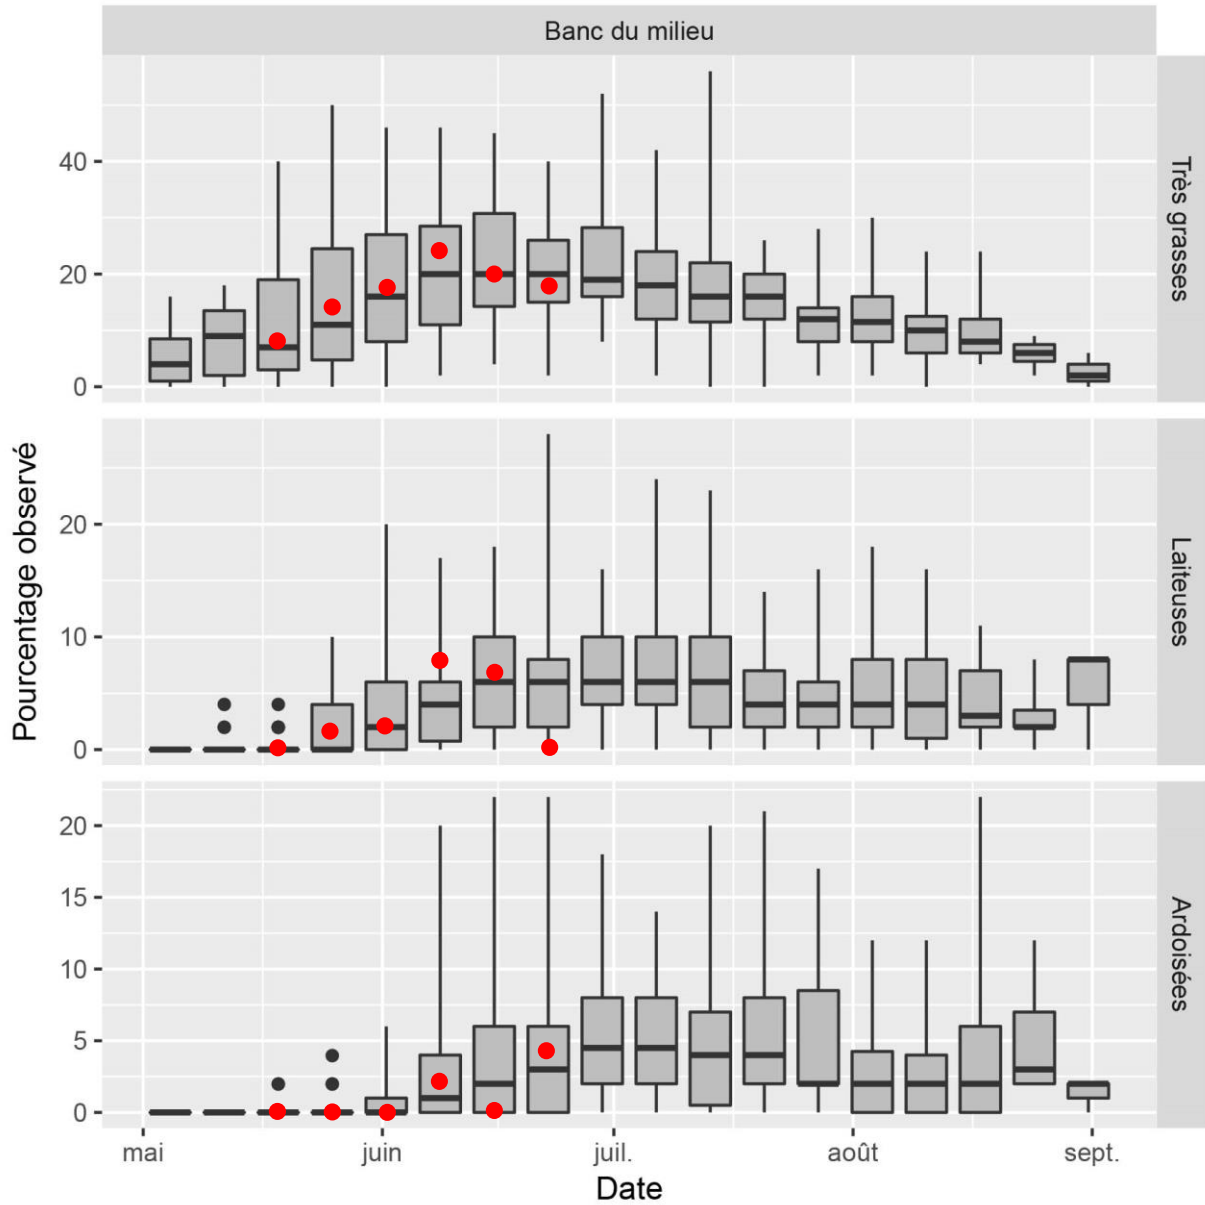 Banc du milieu
Très grasses
40
20
0
Laiteuses
20
10
0
Ardoisées
20
15
10
5
0
Pourcentage observé
mai juin juil. août sept.
Date